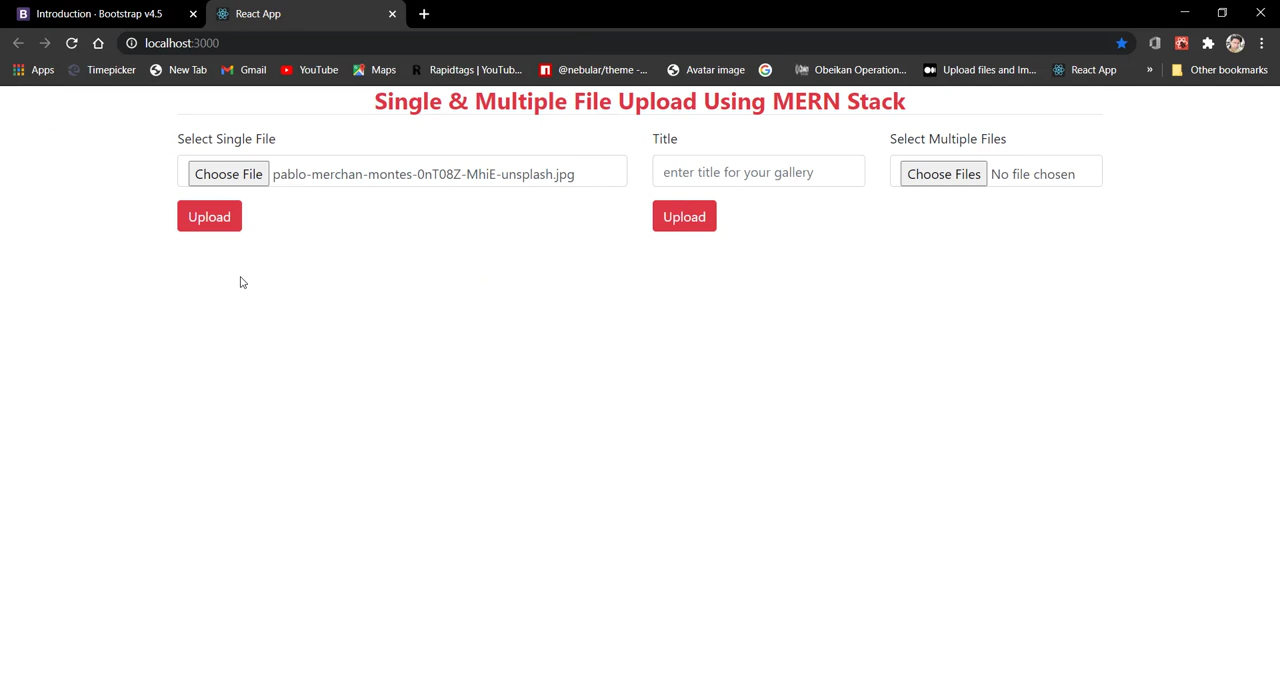 Introduction · Bootstrap v4.5
React App
localhost:3000
Apps
Timepicker
New Tab
Gmail
YouTube
Maps
Rapidtags | YouTub...
@nebular/theme -...
Avatar image
Obeikan Operation...
Upload files and Im...
React App
»
Other bookmarks
Single & Multiple File Upload Using MERN Stack
Select Single File
Choose File pablo-merchan-montes-0nT08Z-MhiE-unsplash.jpg
Upload
Title
enter title for your gallery
Upload
Select Multiple Files
Choose Files No file chosen